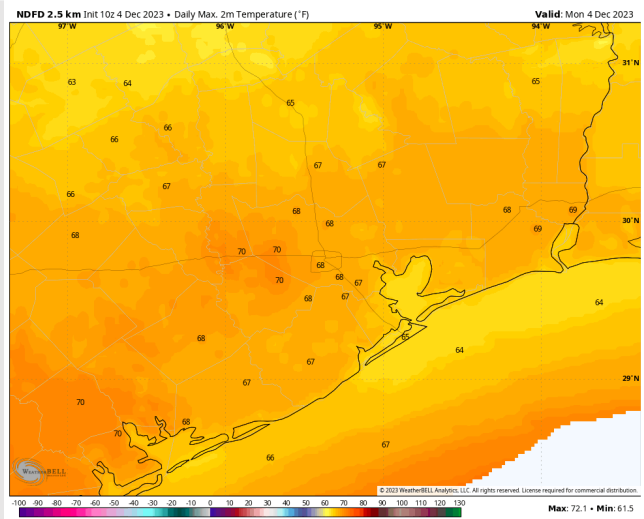 NDFD 2.5 km Init 10z 4 Dec 2023 • Daily Max. 2m Temperature (°F)
Valid: Mon 4 Dec 2023
97°W 96°W 95°W 94°W
31°N
63 64 65
65
66
66
67 67
66 67
68 68 69
68 69
30°N
68
70 70
68
70 68 67
68 67
64
65
68 64
67
29°N
67
70
68
70
67
66
WEATHERBELL
© 2023 WeatherBELL Analytics, LLC. All rights reserved. License required for commercial distribution.
-100 -90 -80 -70 -60 -50 -40 -30 -20 -10 0 10 20 30 40 50 60 70 80 90 100 110 120 130
Max: 72.1 • Min: 61.5